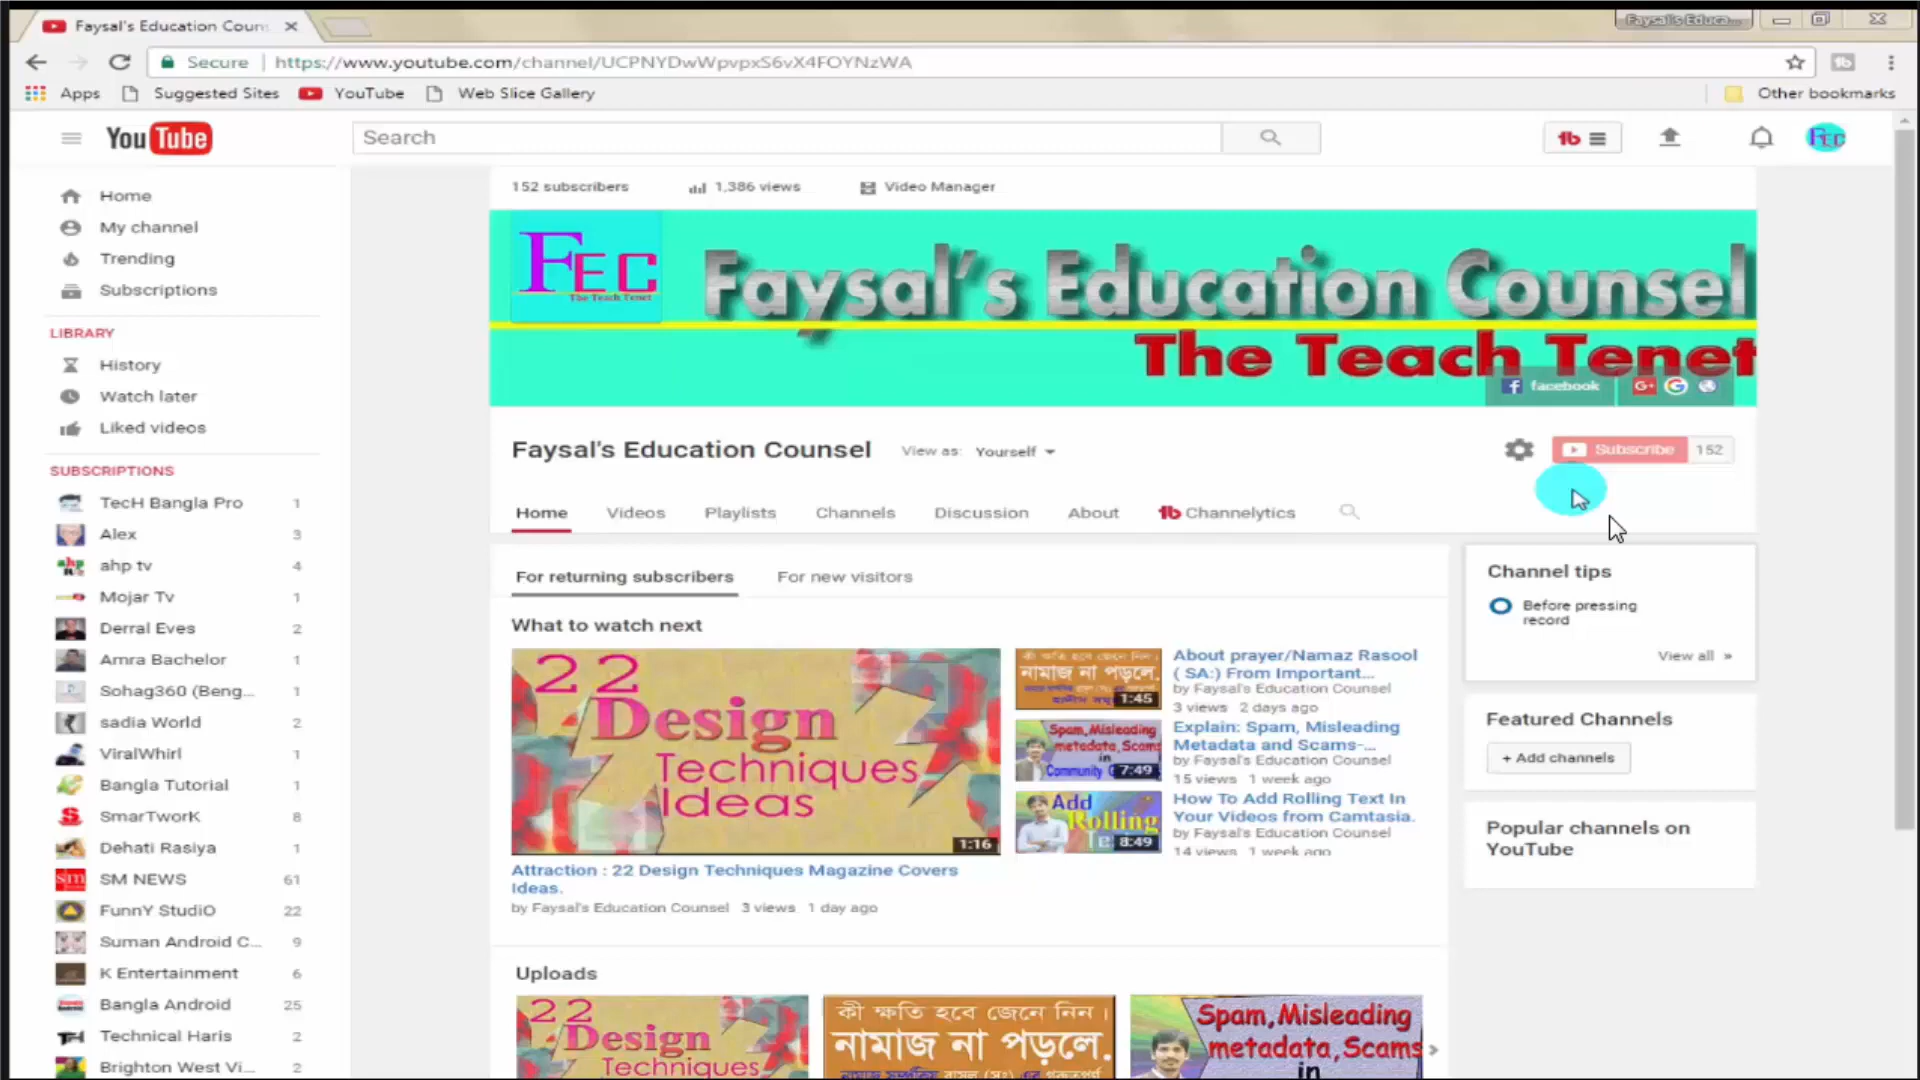 Faysal's Education Coun
Faysal's Educa...
Secure
https://www.youtube.com/channel/UCPNYDwWpvpxS6vX4FOYNzWA
Apps
Suggested Sites
YouTube
Web Slice Gallery
Other bookmarks
YouTube
Search
FEC
Home
My channel
Trending
Subscriptions
LIBRARY
History
Watch later
Liked videos
SUBSCRIPTIONS
TecH Bangla Pro 1
Alex 3
ahp tv 4
Mojar Tv 1
Derral Eves 2
Amra Bachelor 1
Sohag360 (Beng... 1
sadia World 2
ViralWhirl 1
Bangla Tutorial 1
SmarTworK 8
Dehati Rasiya 1
SM NEWS 61
FunnY StudiO 22
Suman Android C... 9
K Entertainment 6
Bangla Android 25
Technical Haris 2
Brighton West Vi... 2
152 subscribers
1,386 views
Video Manager
FEC
The Teach Tenet
Faysal's Education Counsel
The Teach Tenet
facebook
Faysal's Education Counsel
View as: Yourself
Subscribe 152
Home
Videos
Playlists
Channels
Discussion
About
Channelytics
For returning subscribers
For new visitors
What to watch next
22
Design
Techniques
Ideas
1:16
Attraction : 22 Design Techniques Magazine Covers
Ideas.
by Faysal's Education Counsel 3 views 1 day ago
কী ক্ষতি হবে জেনে নিন।
নামাজ না পড়লে.
1:45
About prayer/Namaz Rasool
( SA:) From Important...
by Faysal's Education Counsel
3 views 2 days ago
Spam,Misleading
metadata,Scams
in
Community G
7:49
Explain: Spam, Misleading
Metadata and Scams-...
by Faysal's Education Counsel
15 views 1 week ago
Add
Rolling
Te
8:49
How To Add Rolling Text In
Your Videos from Camtasia.
by Faysal's Education Counsel
14 views 1 week ago
Uploads
22
Design
Techniques
কী ক্ষতি হবে জেনে নিন।
নামাজ না পড়লে.
Spam,Misleading
metadata,Scams
in
Channel tips
Before pressing
record
View all »
Featured Channels
+ Add channels
Popular channels on
YouTube